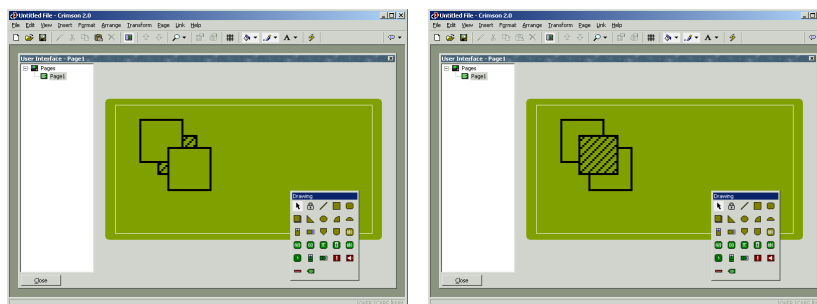 Untitled File - Crimson 2.0
File Edit View Insert Format Arrange Transform Page Link Help
User Interface - Page1
Pages
Page1
Drawing
Close
Untitled File - Crimson 2.0
File Edit View Insert Format Arrange Transform Page Link Help
User Interface - Page1
Pages
Page1
Drawing
Close